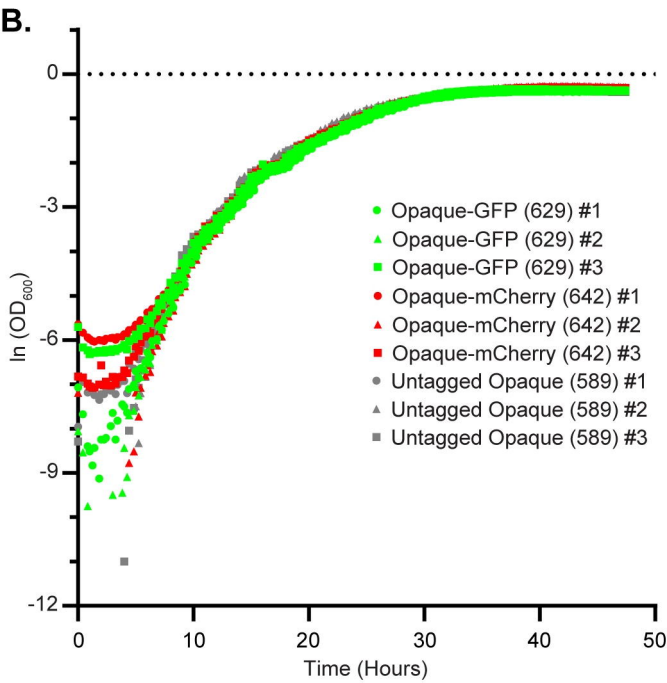 B.
0
-3
-6
-9
-12
ln (OD600)
Opaque-GFP (629) #1
Opaque-GFP (629) #2
Opaque-GFP (629) #3
Opaque-mCherry (642) #1
Opaque-mCherry (642) #2
Opaque-mCherry (642) #3
Untagged Opaque (589) #1
Untagged Opaque (589) #2
Untagged Opaque (589) #3
0 10 20 30 40 50
Time (Hours)